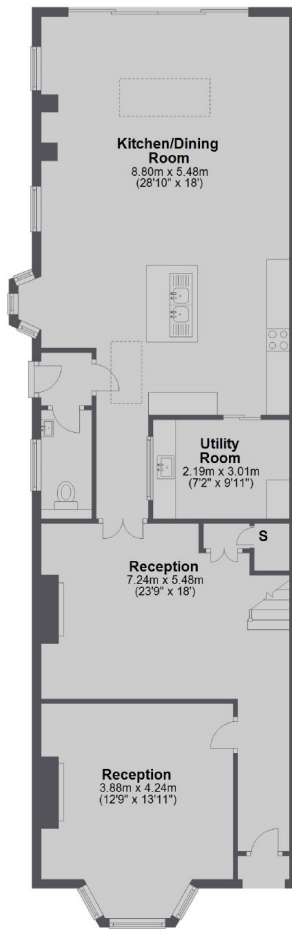 Kitchen/Dining
Room
8.80m x 5.48m
(28'10" x 18')
Utility
Room
2.19m x 3.01m
(7'2" x 9'11")
S
Reception
7.24m x 5.48m
(23'9" x 18')
Reception
3.88m x 4.24m
(12'9" x 13'11")